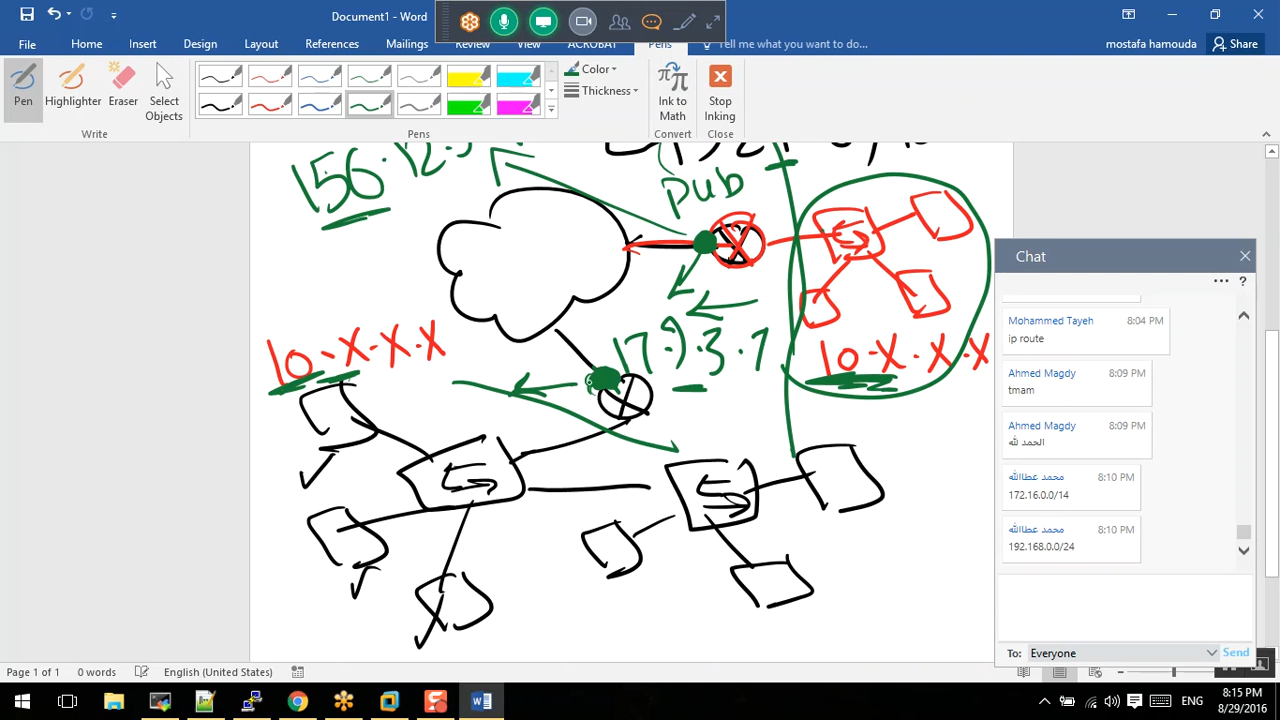 Document1 - Word
mostafa hamouda
Share
File
Home
Insert
Design
Layout
References
Mailings
Review
View
ACROBAT
Pens
Tell me what you want to do...
Pen
Highlighter
Eraser
Select Objects
Color
Thickness
Ink to Math
Stop Inking
Write
Pens
Convert
Close
156.12.
pub
10.X.X.X
17.9.3.1
10.X.X.X
Chat
Mohammed Tayeh 8:04 PM
ip route
Ahmed Magdy 8:09 PM
tmam
Ahmed Magdy 8:09 PM
الحمد لله
محمد عطاالله 8:10 PM
172.16.0.0/14
محمد عطاالله 8:10 PM
192.168.0.0/24
To: Everyone
Send
Page 1 of 1
0 words
English (United States)
ENG
8:15 PM
8/29/2016